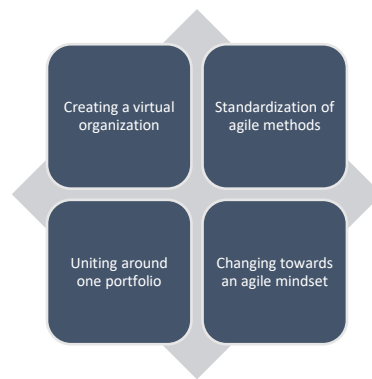 Creating a virtual
organization
Standardization of
agile methods
Uniting around
one portfolio
Changing towards
an agile mindset